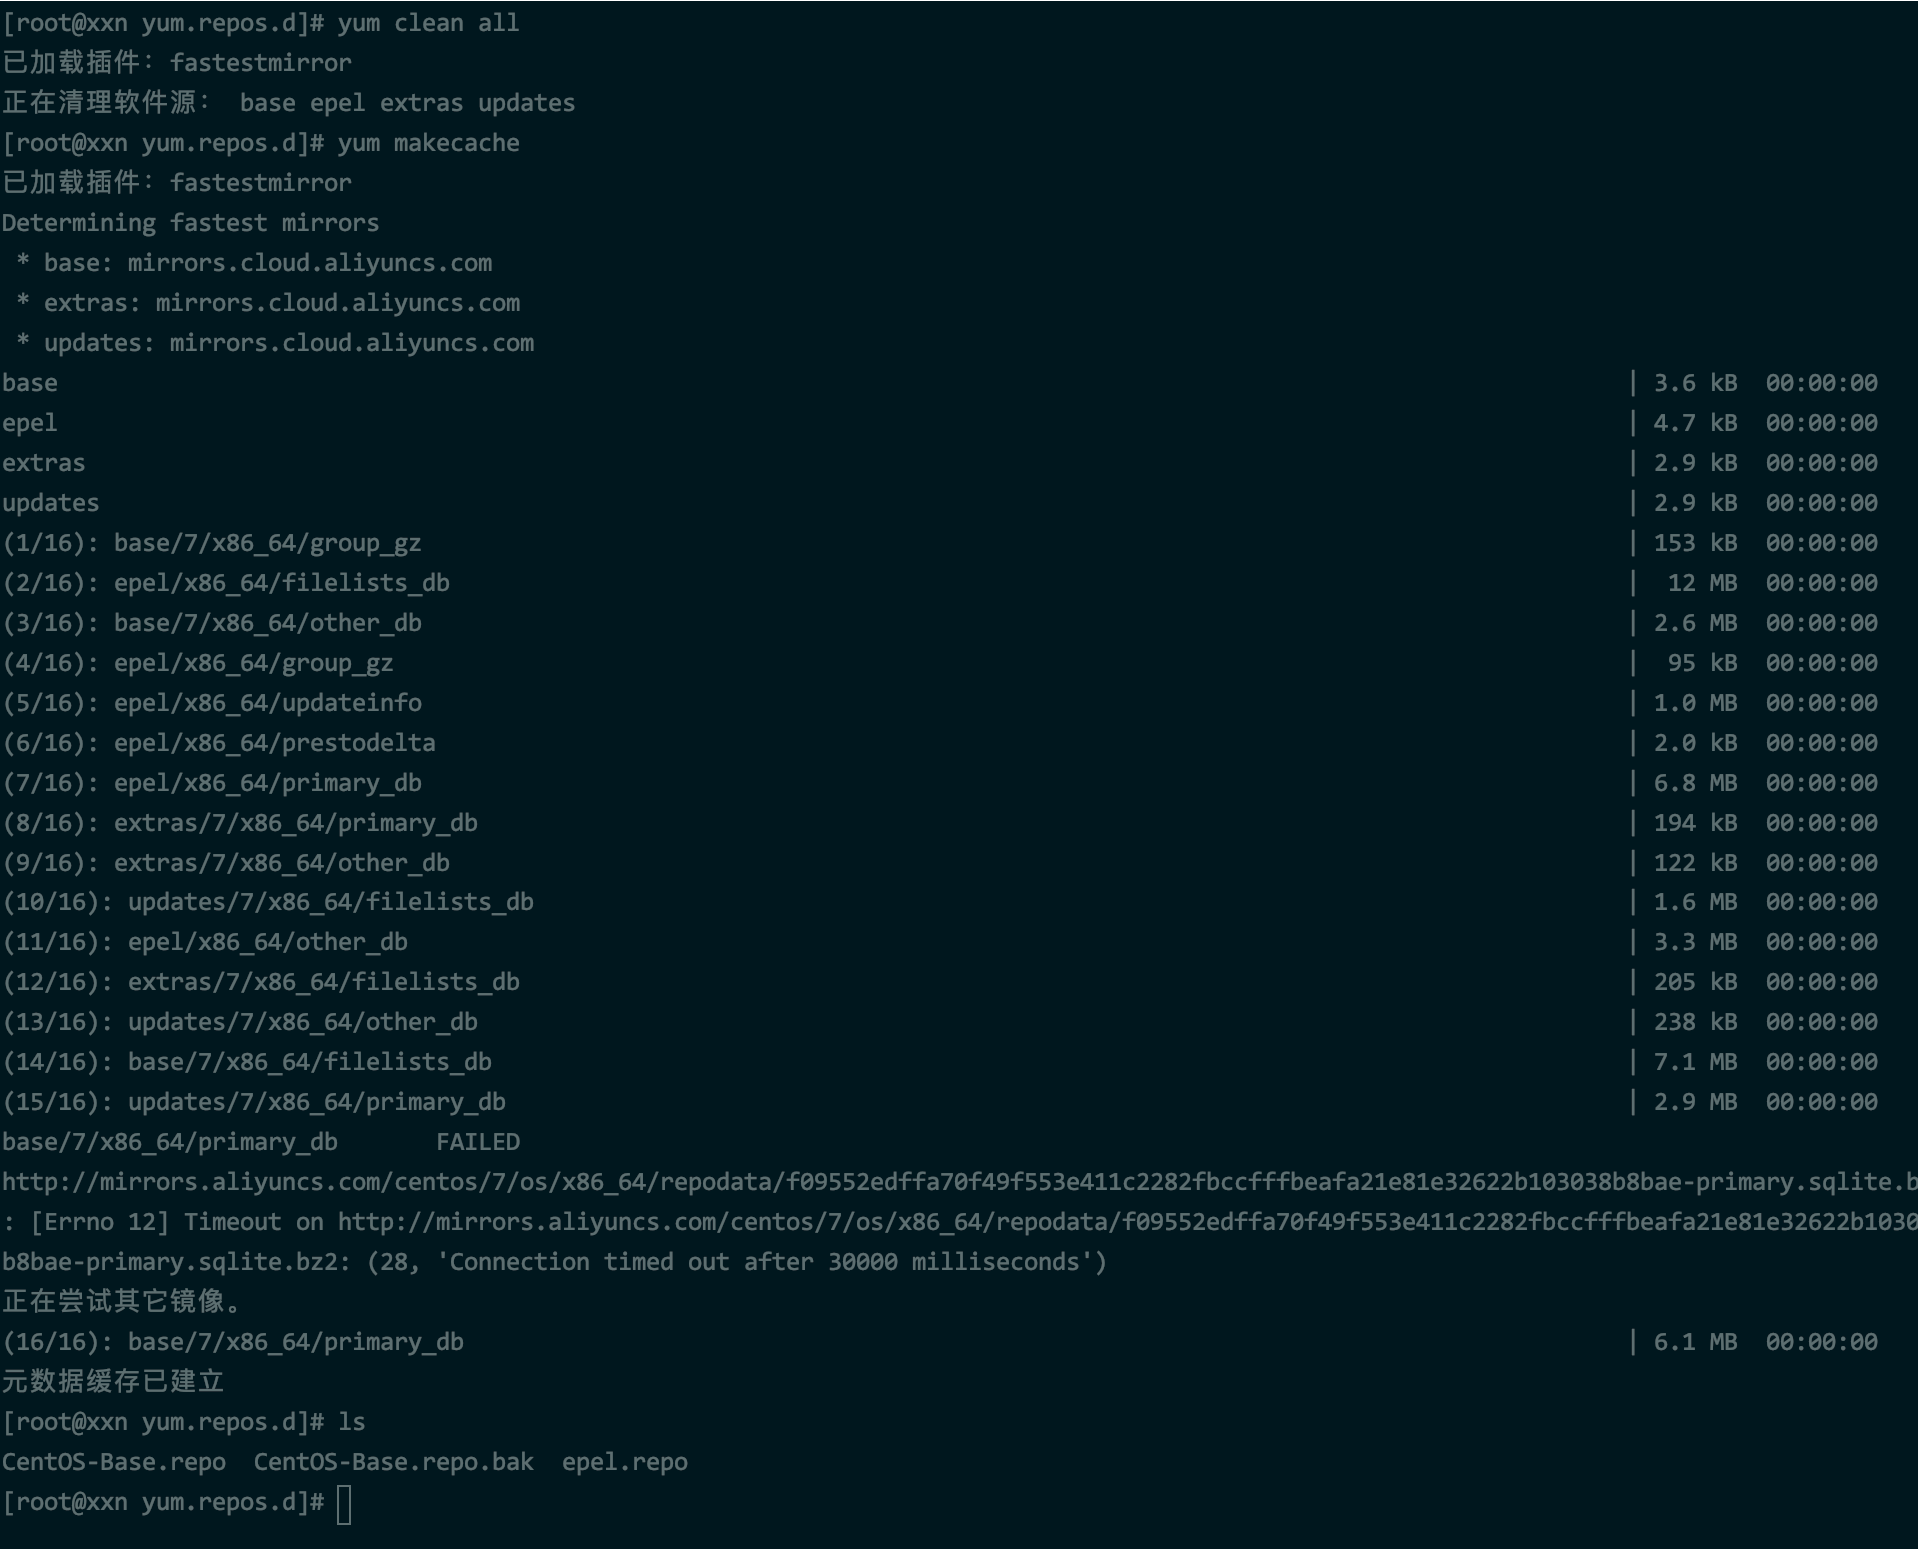 [root@xxn yum.repos.d]# yum clean all
已加载插件：fastestmirror
正在清理软件源： base epel extras updates
[root@xxn yum.repos.d]# yum makecache
已加载插件：fastestmirror
Determining fastest mirrors
 * base: mirrors.cloud.aliyuncs.com
 * extras: mirrors.cloud.aliyuncs.com
 * updates: mirrors.cloud.aliyuncs.com
base | 3.6 kB 00:00:00
epel | 4.7 kB 00:00:00
extras | 2.9 kB 00:00:00
updates | 2.9 kB 00:00:00
(1/16): base/7/x86_64/group_gz | 153 kB 00:00:00
(2/16): epel/x86_64/filelists_db | 12 MB 00:00:00
(3/16): base/7/x86_64/other_db | 2.6 MB 00:00:00
(4/16): epel/x86_64/group_gz | 95 kB 00:00:00
(5/16): epel/x86_64/updateinfo | 1.0 MB 00:00:00
(6/16): epel/x86_64/prestodelta | 2.0 kB 00:00:00
(7/16): epel/x86_64/primary_db | 6.8 MB 00:00:00
(8/16): extras/7/x86_64/primary_db | 194 kB 00:00:00
(9/16): extras/7/x86_64/other_db | 122 kB 00:00:00
(10/16): updates/7/x86_64/filelists_db | 1.6 MB 00:00:00
(11/16): epel/x86_64/other_db | 3.3 MB 00:00:00
(12/16): extras/7/x86_64/filelists_db | 205 kB 00:00:00
(13/16): updates/7/x86_64/other_db | 238 kB 00:00:00
(14/16): base/7/x86_64/filelists_db | 7.1 MB 00:00:00
(15/16): updates/7/x86_64/primary_db | 2.9 MB 00:00:00
base/7/x86_64/primary_db FAILED
http://mirrors.aliyuncs.com/centos/7/os/x86_64/repodata/f09552edffa70f49f553e411c2282fbccfffbeafa21e81e32622b103038b8bae-primary.sqlite.b
: [Errno 12] Timeout on http://mirrors.aliyuncs.com/centos/7/os/x86_64/repodata/f09552edffa70f49f553e411c2282fbccfffbeafa21e81e32622b1030
b8bae-primary.sqlite.bz2: (28, 'Connection timed out after 30000 milliseconds')
正在尝试其它镜像。
(16/16): base/7/x86_64/primary_db | 6.1 MB 00:00:00
元数据缓存已建立
[root@xxn yum.repos.d]# ls
CentOS-Base.repo CentOS-Base.repo.bak epel.repo
[root@xxn yum.repos.d]#